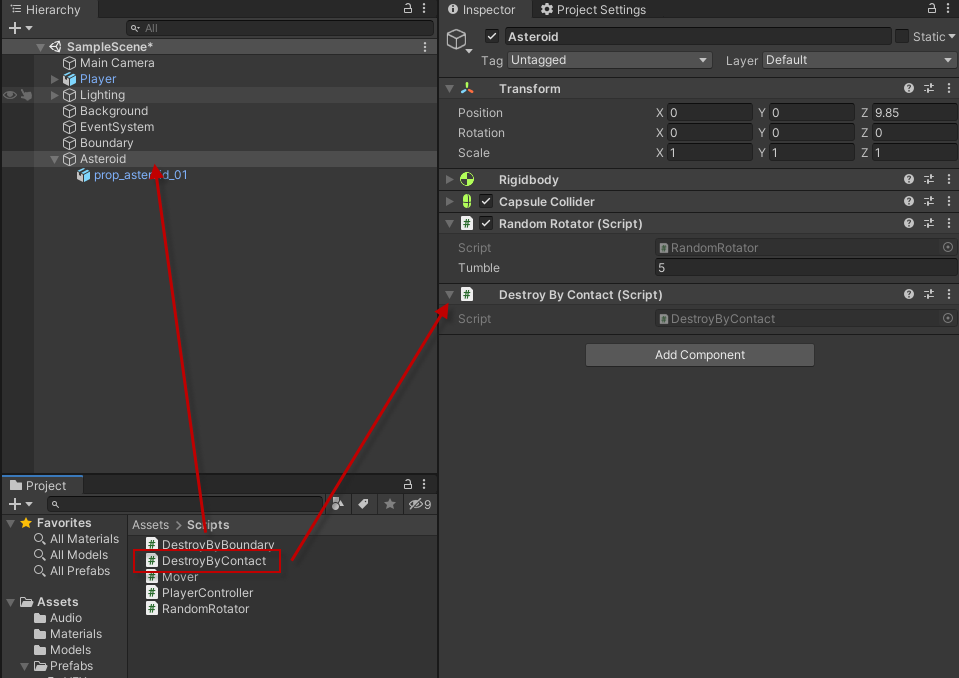 Hierarchy
All
SampleScene*
Main Camera
Player
Lighting
Background
EventSystem
Boundary
Asteroid
prop_asteroid_01
Project
9
Favorites
All Materials
All Models
All Prefabs
Assets
Audio
Materials
Models
Prefabs
Assets > Scripts
DestroyByBoundary
DestroyByContact
Mover
PlayerController
RandomRotator
Inspector Project Settings
Asteroid Static
Tag Untagged Layer Default
Transform
Position X 0 Y 0 Z 9.85
Rotation X 0 Y 0 Z 0
Scale X 1 Y 1 Z 1
Rigidbody
Capsule Collider
# Random Rotator (Script)
Script RandomRotator
Tumble 5
# Destroy By Contact (Script)
Script DestroyByContact
Add Component